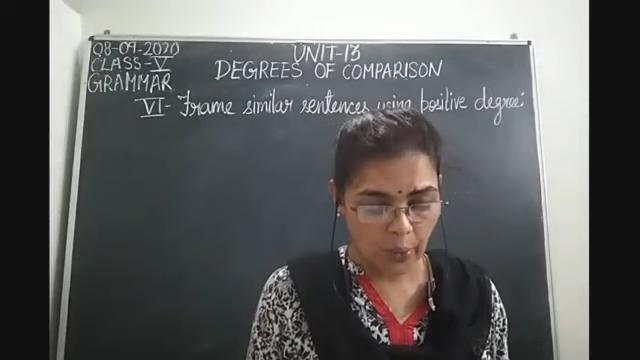 08-09-2020
CLASS-V
GRAMMAR
UNIT-13
DEGREES OF COMPARISON
VI- Frame similar sentences using positive degree: